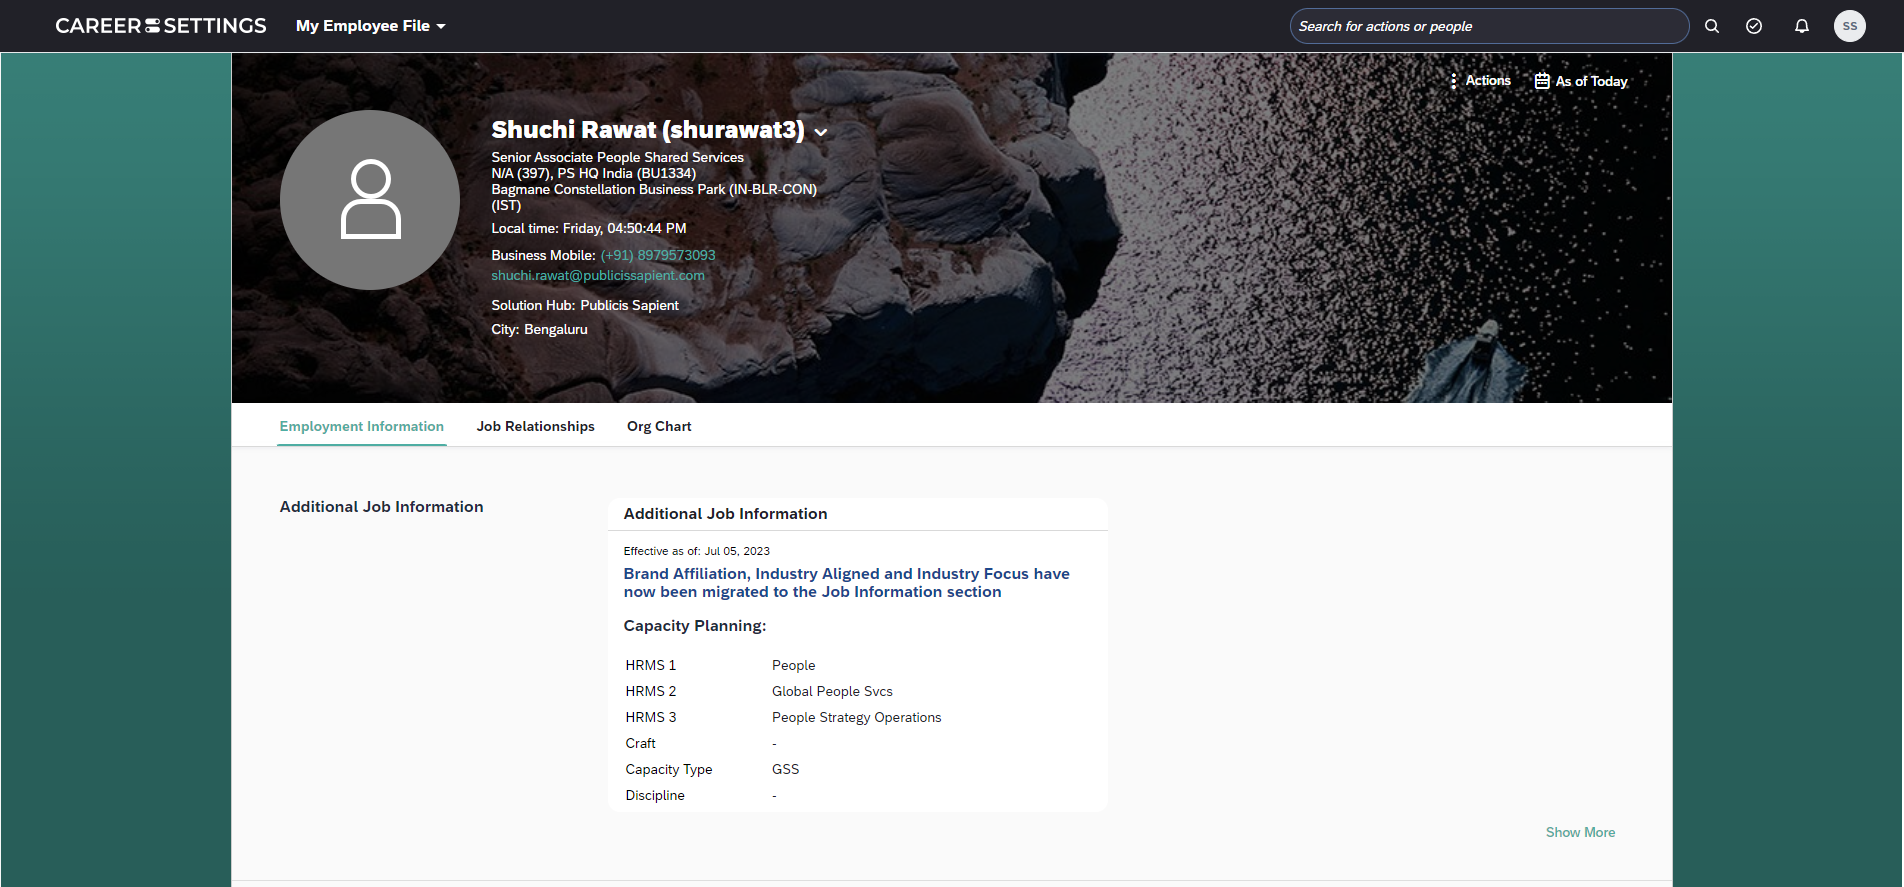 CAREER SETTINGS
My Employee File
Search for actions or people
SS
Actions
As of Today
Shuchi Rawat (shurawat3)
Senior Associate People Shared Services
N/A (397), PS HQ India (BU1334)
Bagmane Constellation Business Park (IN-BLR-CON)
(IST)
Local time: Friday, 04:50:44 PM
Business Mobile: (+91) 8979573093
shuchi.rawat@publicissapient.com
Solution Hub: Publicis Sapient
City: Bengaluru
Employment Information
Job Relationships
Org Chart
Additional Job Information
Additional Job Information
Effective as of: Jul 05, 2023
Brand Affiliation, Industry Aligned and Industry Focus have
now been migrated to the Job Information section
Capacity Planning:
HRMS 1 People
HRMS 2 Global People Svcs
HRMS 3 People Strategy Operations
Craft -
Capacity Type GSS
Discipline -
Show More